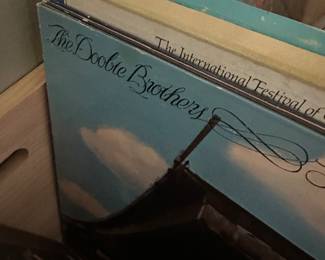 The International Festival of
The Doobie Brothers